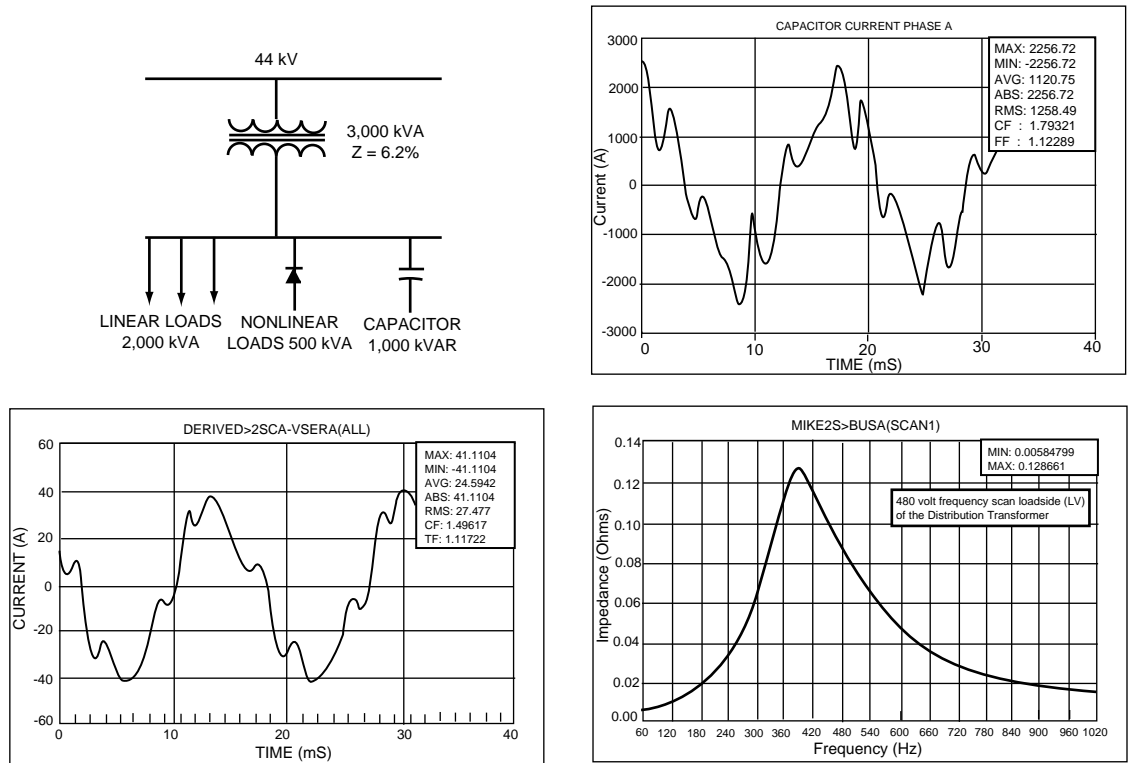 44 kV
3,000 kVA
Z = 6.2%
LINEAR LOADS
2,000 kVA
NONLINEAR
LOADS 500 kVA
CAPACITOR
1,000 kVAR
CAPACITOR CURRENT PHASE A
MAX: 2256.72
MIN: -2256.72
AVG: 1120.75
ABS: 2256.72
RMS: 1258.49
CF : 1.79321
FF : 1.12289
3000
2000
1000
0
-1000
-2000
-3000
Current (A)
0 10 20 30 40
TIME (mS)
DERIVED>2SCA-VSERA(ALL)
MAX: 41.1104
MIN: -41.1104
AVG: 24.5942
ABS: 41.1104
RMS: 27.477
CF: 1.49617
TF: 1.11722
60
40
20
0
-20
-40
-60
CURRENT (A)
0 10 20 30 40
TIME (mS)
MIKE2S>BUSA(SCAN1)
MIN: 0.00584799
MAX: 0.128661
480 volt frequency scan loadside (LV)
of the Distribution Transformer
0.14
0.12
0.10
0.08
0.06
0.04
0.02
0.00
Impedance (Ohms)
60 120 180 240 300 360 420 480 540 600 660 720 780 840 900 960 1020
Frequency (Hz)